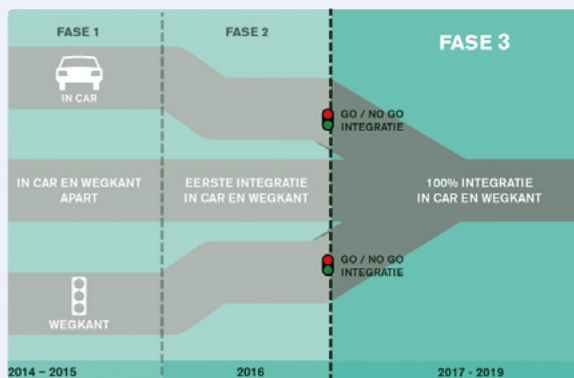 FASE 1
FASE 2
FASE 3
IN CAR
GO / NO GO
INTEGRATIE
IN CAR EN WEGKANT
APART
EERSTE INTEGRATIE
IN CAR EN WEGKANT
100% INTEGRATIE
IN CAR EN WEGKANT
GO / NO GO
INTEGRATIE
WEGKANT
2014 – 2015
2016
2017 - 2019